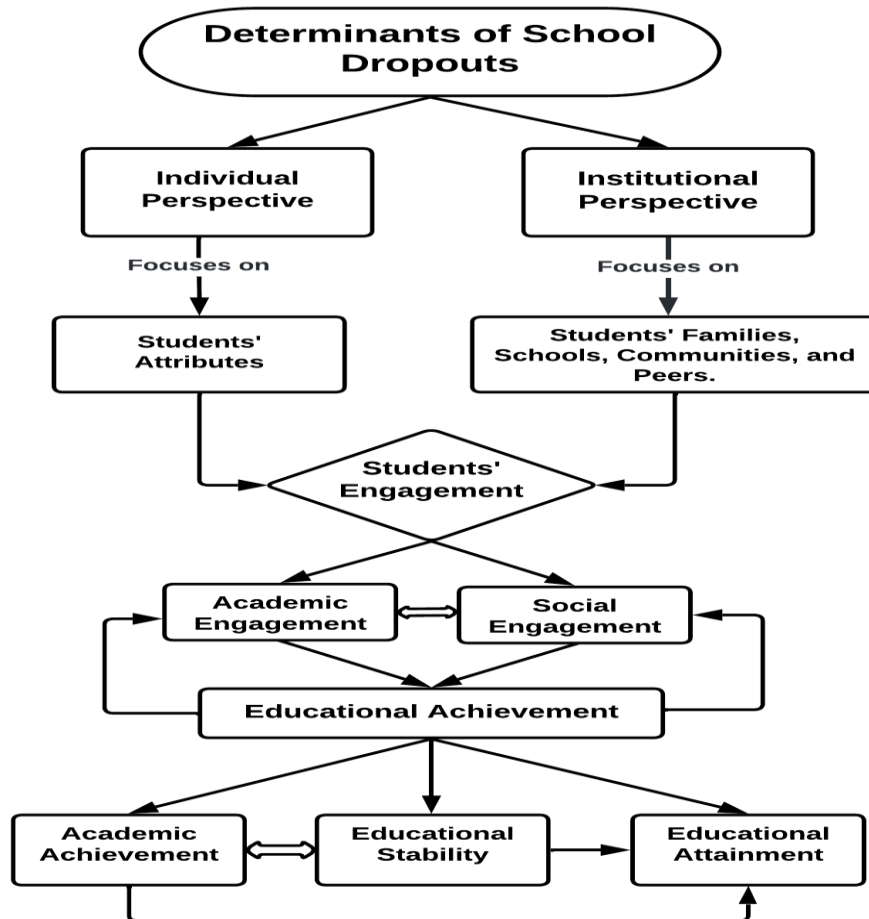 Determinants of School
Dropouts
Individual
Perspective
Institutional
Perspective
Focuses on
Focuses on
Students'
Attributes
Students' Families,
Schools, Communities, and
Peers.
Students'
Engagement
Academic
Engagement
Social
Engagement
Educational Achievement
Academic
Achievement
Educational
Stability
Educational
Attainment